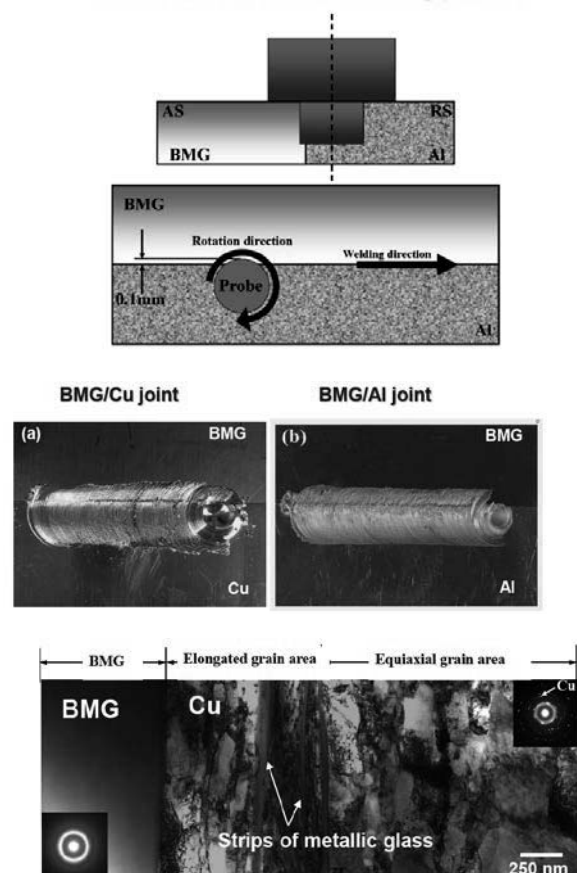 AS
RS
BMG
Al
BMG
Rotation direction
Welding direction
Probe
0.1mm
Al
BMG/Cu joint
BMG/Al joint
(a)
BMG
(b)
BMG
Cu
Al
BMG
Elongated grain area
Equiaxial grain area
BMG
Cu
Cu
Strips of metallic glass
250 nm